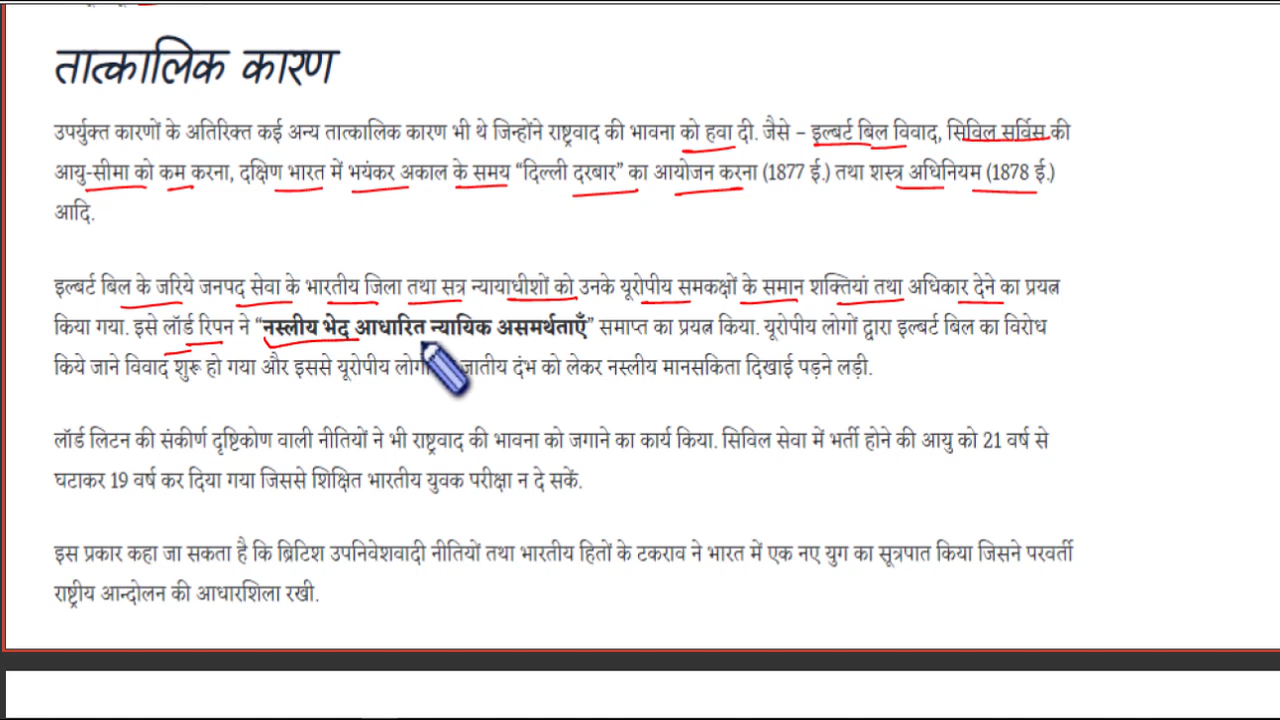 तात्कालिक कारण
उपर्युक्त कारणों के अतिरिक्त कई अन्य तात्कालिक कारण भी थे जिन्होंने राष्ट्रवाद की भावना को हवा दी. जैसे – इल्बर्ट बिल विवाद, सिविल सर्विस की
आयु-सीमा को कम करना, दक्षिण भारत में भयंकर अकाल के समय “दिल्ली दरबार” का आयोजन करना (1877 ई.) तथा शस्त्र अधिनियम (1878 ई.)
आदि.
इल्बर्ट बिल के जरिये जनपद सेवा के भारतीय जिला तथा सत्र न्यायाधीशों को उनके यूरोपीय समकक्षों के समान शक्तियां तथा अधिकार देने का प्रयत्न
किया गया. इसे लॉर्ड रिपन ने “नस्लीय भेद आधारित न्यायिक असमर्थताएँ” समाप्त का प्रयत्न किया. यूरोपीय लोगों द्वारा इल्बर्ट बिल का विरोध
किये जाने विवाद शुरू हो गया और इससे यूरोपीय जातीय दंभ को लेकर नस्लीय मानसकिता दिखाई पड़ने लड़ी.
लॉर्ड लिटन की संकीर्ण दृष्टिकोण वाली नीतियों ने भी राष्ट्रवाद की भावना को जगाने का कार्य किया. सिविल सेवा में भर्ती होने की आयु को 21 वर्ष से
घटाकर 19 वर्ष कर दिया गया जिससे शिक्षित भारतीय युवक परीक्षा न दे सकें.
इस प्रकार कहा जा सकता है कि ब्रिटिश उपनिवेशवादी नीतियों तथा भारतीय हितों के टकराव ने भारत में एक नए युग का सूत्रपात किया जिसने परवर्ती
राष्ट्रीय आन्दोलन की आधारशिला रखी.